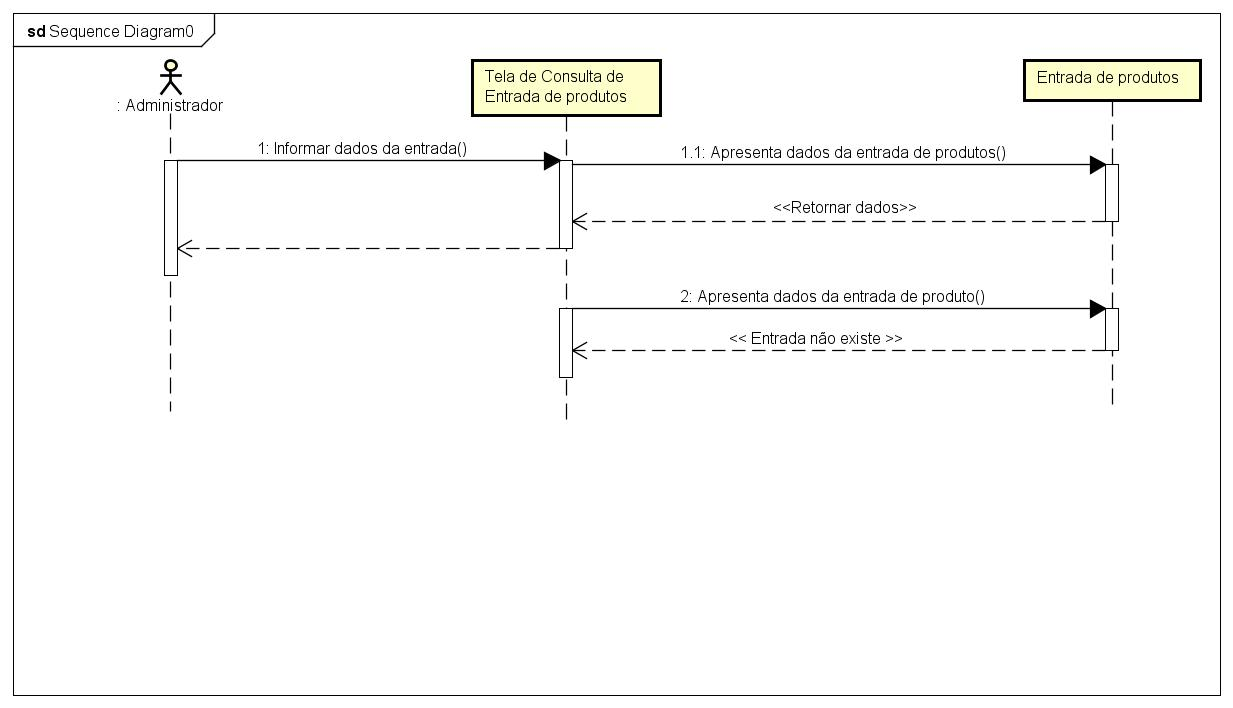 sd Sequence Diagram0
: Administrador
Tela de Consulta de
Entrada de produtos
Entrada de produtos
1: Informar dados da entrada()
1.1: Apresenta dados da entrada de produtos()
<<Retornar dados>>
2: Apresenta dados da entrada de produto()
<< Entrada não existe >>